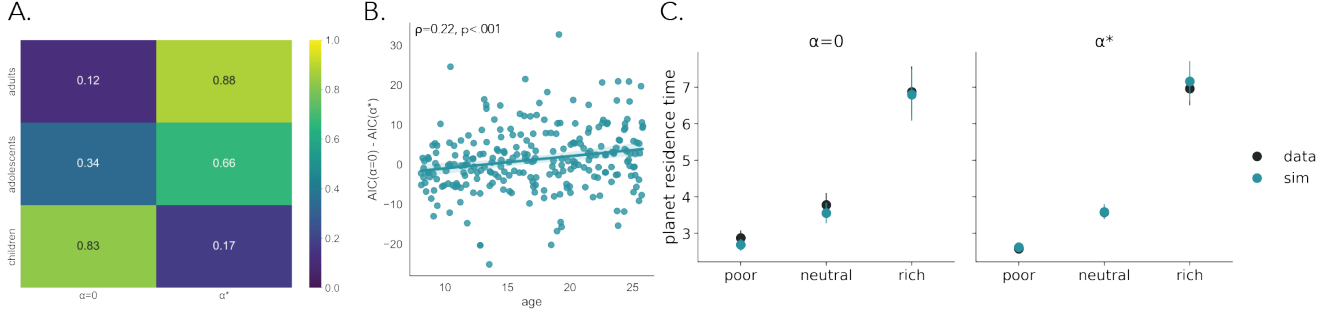 A.
adults
adolescents
children
0.12
0.88
0.34
0.66
0.83
0.17
α=0
α*
1.0
0.8
0.6
0.4
0.2
0.0
B.
ρ=0.22, p<.001
AIC(α=0) - AIC(α*)
30
20
10
0
−10
−20
10
15
20
25
age
C.
planet residence time
α=0
α*
7
6
5
4
3
poor
neutral
rich
poor
neutral
rich
data
sim